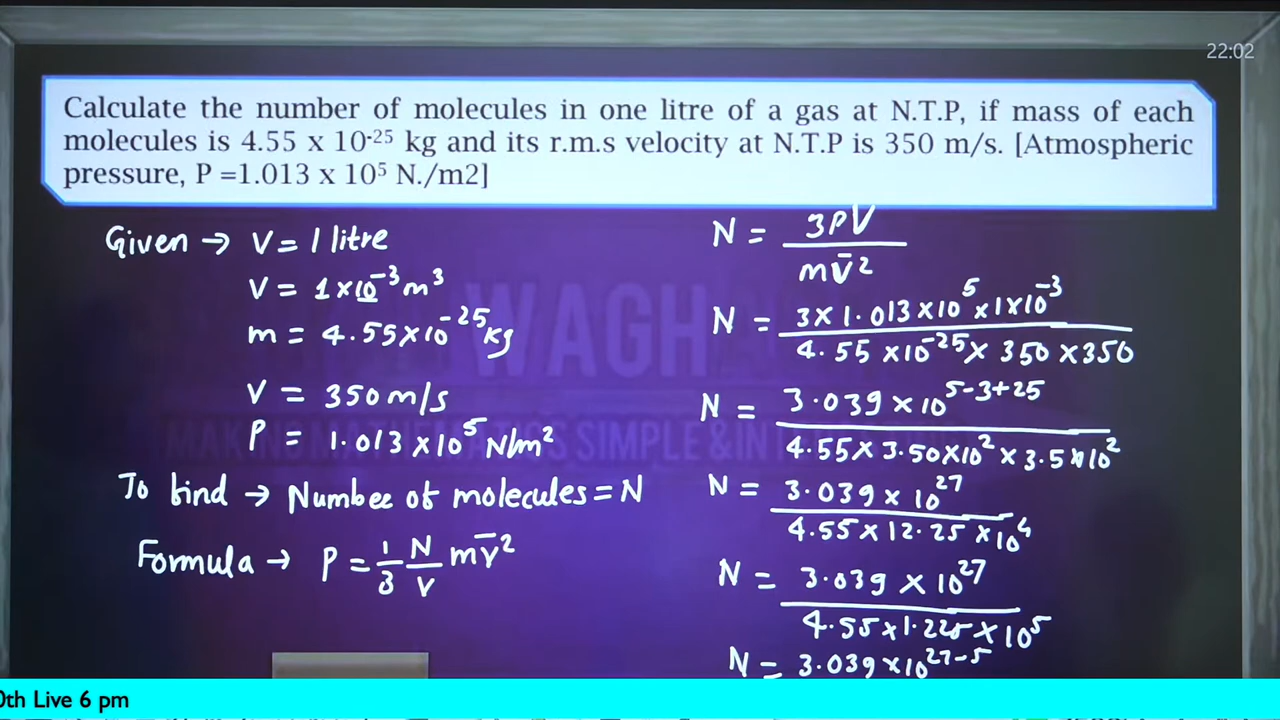 22:02
Calculate the number of molecules in one litre of a gas at N.T.P, if mass of each
molecules is 4.55 x 10⁻²⁵ kg and its r.m.s velocity at N.T.P is 350 m/s. [Atmospheric
pressure, P =1.013 x 10⁵ N./m2]
Given → V = 1 litre
V = 1×10⁻³ m³
m = 4.55×10⁻²⁵ kg
V = 350 m/s
P = 1.013 ×10⁵ N/m²
To find → Number of molecules = N
Formula → P = 1/3 N/V m v̄²
N = 3PV / m v̄²
N = 3×1.013×10⁵×1×10⁻³ / 4.55 ×10⁻²⁵× 350 ×350
N = 3.039 × 10⁵⁻³⁺²⁵ / 4.55× 3.50×10² × 3.5×10²
N = 3.039 × 10²⁷ / 4.55 × 12.25 ×10⁴
N = 3.039 × 10²⁷ / 4.55×1.225 × 10⁵
N = 3.039 ×10²⁷⁻⁵
WAGH
MAKING MATHEMATICS SIMPLE & IN
0th Live 6 pm